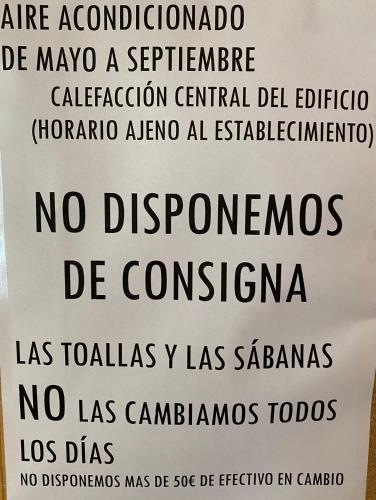 AIRE ACONDICIONADO
DE MAYO A SEPTIEMBRE
CALEFACCIÓN CENTRAL DEL EDIFICIO
(HORARIO AJENO AL ESTABLECIMIENTO)
NO DISPONEMOS
DE CONSIGNA
LAS TOALLAS Y LAS SÁBANAS
NO LAS CAMBIAMOS TODOS
LOS DÍAS
NO DISPONEMOS MAS DE 50€ DE EFECTIVO EN CAMBIO